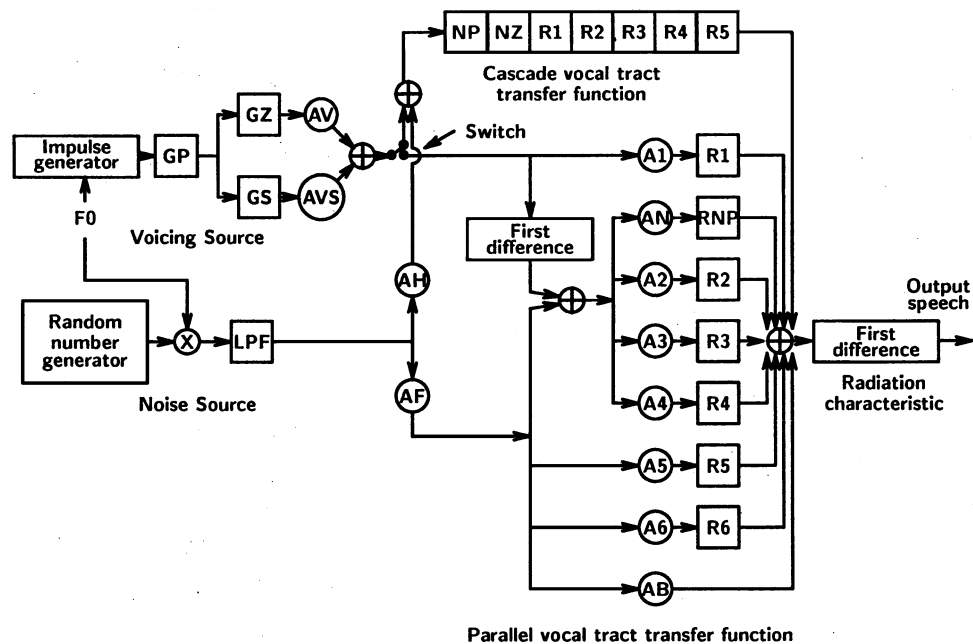 NP NZ R1 R2 R3 R4 R5
Cascade vocal tract
transfer function
Switch
GZ
AV
Impulse
generator
GP
GS
AVS
F0
Voicing Source
A1
R1
First
difference
AN
RNP
AH
A2
R2
Output
speech
Random
number
generator
X
LPF
A3
R3
First
difference
Radiation
characteristic
Noise Source
AF
A4
R4
A5
R5
A6
R6
AB
Parallel vocal tract transfer function